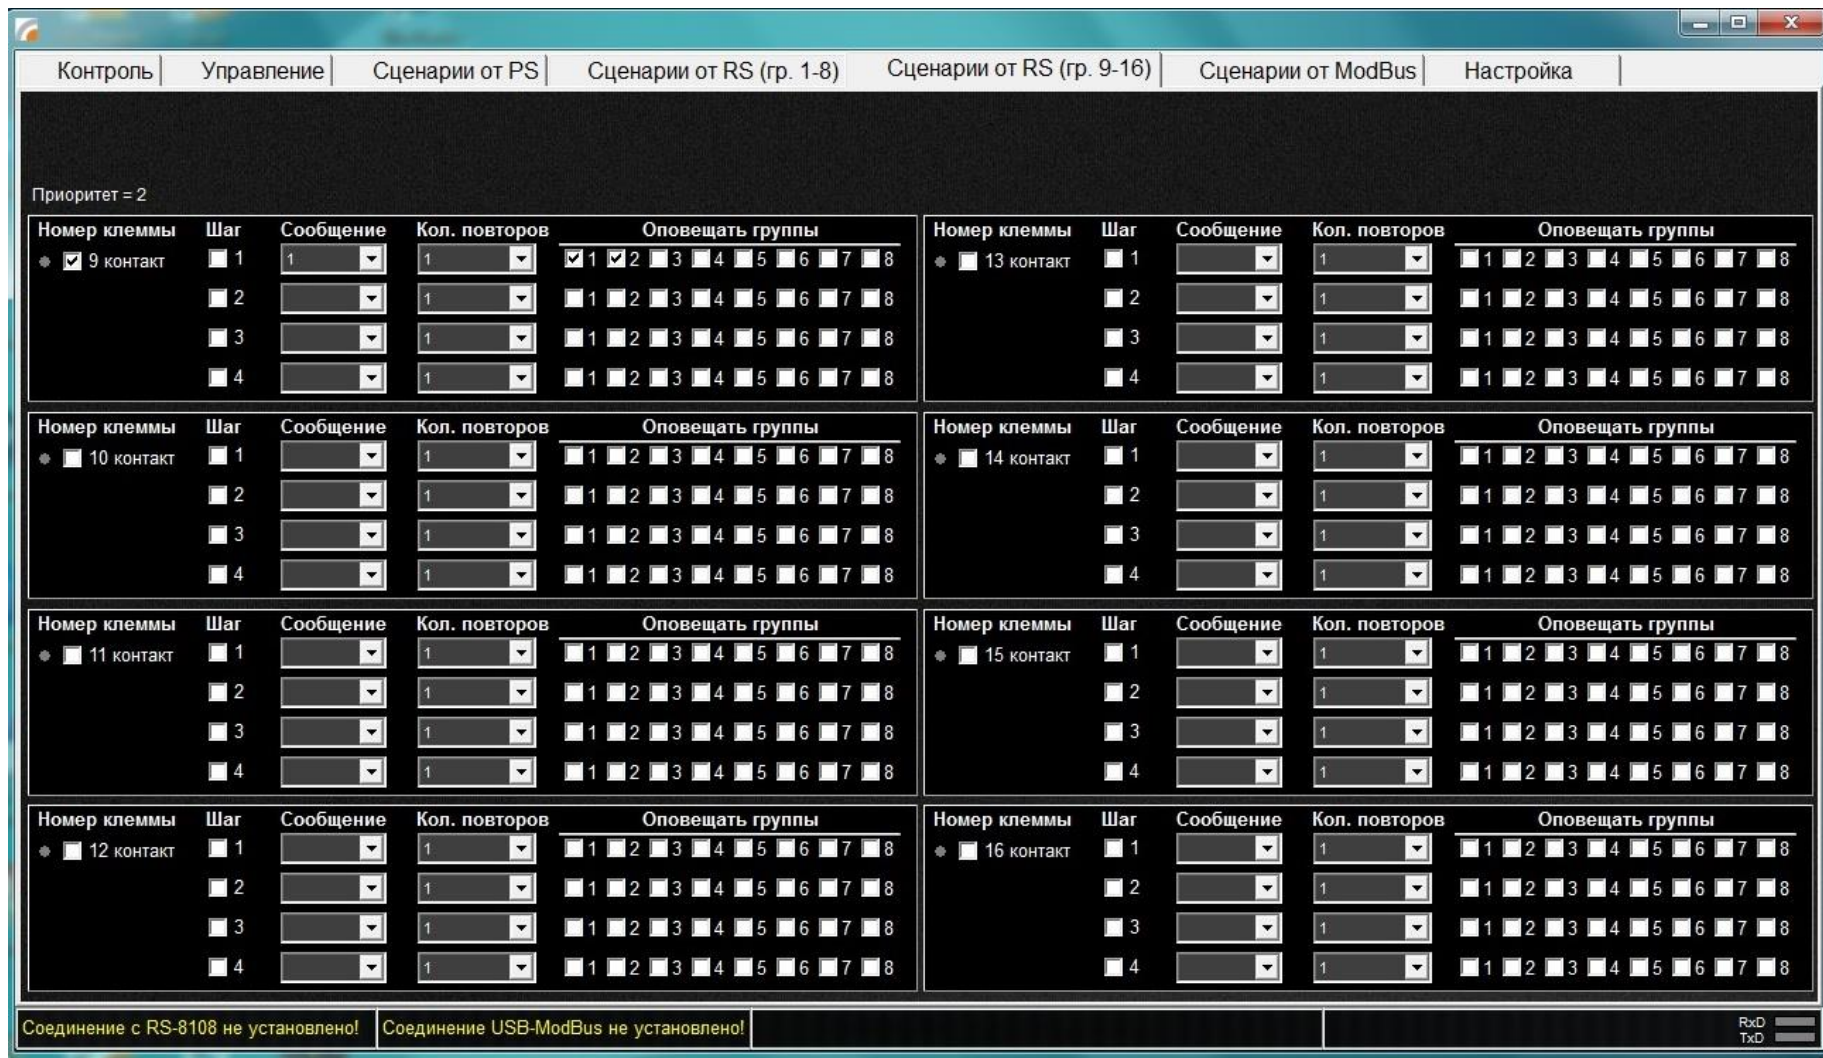 Контроль Управление Сценарии от PS Сценарии от RS (гр. 1-8) Сценарии от RS (гр. 9-16) Сценарии от ModBus Настройка
Приоритет = 2
Номер клеммы Шаг Сообщение Кол. повторов Оповещать группы
9 контакт 1 1 1 1 2 3 4 5 6 7 8
2 1 1 2 3 4 5 6 7 8
3 1 1 2 3 4 5 6 7 8
4 1 1 2 3 4 5 6 7 8
Номер клеммы Шаг Сообщение Кол. повторов Оповещать группы
13 контакт 1 1 1 2 3 4 5 6 7 8
2 1 1 2 3 4 5 6 7 8
3 1 1 2 3 4 5 6 7 8
4 1 1 2 3 4 5 6 7 8
Номер клеммы Шаг Сообщение Кол. повторов Оповещать группы
10 контакт 1 1 1 2 3 4 5 6 7 8
2 1 1 2 3 4 5 6 7 8
3 1 1 2 3 4 5 6 7 8
4 1 1 2 3 4 5 6 7 8
Номер клеммы Шаг Сообщение Кол. повторов Оповещать группы
14 контакт 1 1 1 2 3 4 5 6 7 8
2 1 1 2 3 4 5 6 7 8
3 1 1 2 3 4 5 6 7 8
4 1 1 2 3 4 5 6 7 8
Номер клеммы Шаг Сообщение Кол. повторов Оповещать группы
11 контакт 1 1 1 2 3 4 5 6 7 8
2 1 1 2 3 4 5 6 7 8
3 1 1 2 3 4 5 6 7 8
4 1 1 2 3 4 5 6 7 8
Номер клеммы Шаг Сообщение Кол. повторов Оповещать группы
15 контакт 1 1 1 2 3 4 5 6 7 8
2 1 1 2 3 4 5 6 7 8
3 1 1 2 3 4 5 6 7 8
4 1 1 2 3 4 5 6 7 8
Номер клеммы Шаг Сообщение Кол. повторов Оповещать группы
12 контакт 1 1 1 2 3 4 5 6 7 8
2 1 1 2 3 4 5 6 7 8
3 1 1 2 3 4 5 6 7 8
4 1 1 2 3 4 5 6 7 8
Номер клеммы Шаг Сообщение Кол. повторов Оповещать группы
16 контакт 1 1 1 2 3 4 5 6 7 8
2 1 1 2 3 4 5 6 7 8
3 1 1 2 3 4 5 6 7 8
4 1 1 2 3 4 5 6 7 8
Соединение с RS-8108 не установлено! Соединение USB-ModBus не установлено!
RxD
TxD